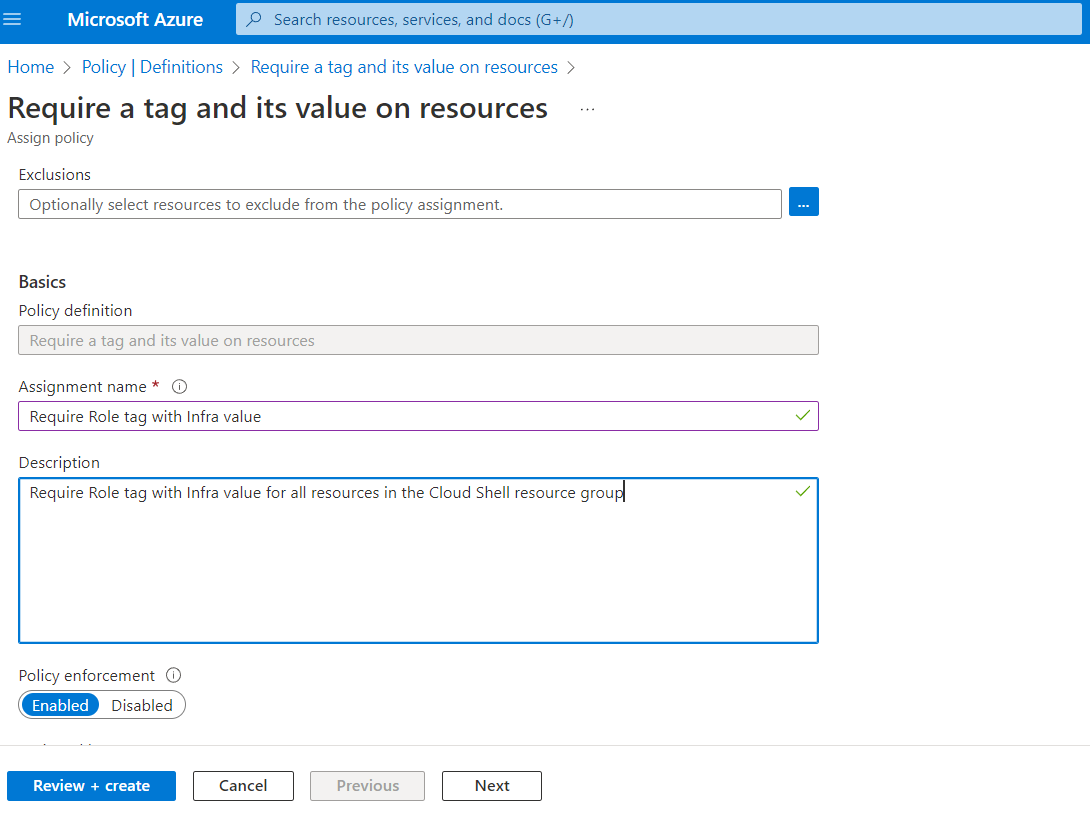 Microsoft Azure
Search resources, services, and docs (G+/)
Home > Policy | Definitions > Require a tag and its value on resources >
Require a tag and its value on resources ...
Assign policy
Exclusions
Optionally select resources to exclude from the policy assignment.
...
Basics
Policy definition
Require a tag and its value on resources
Assignment name *
Require Role tag with Infra value
Description
Require Role tag with Infra value for all resources in the Cloud Shell resource group
Policy enforcement
Enabled Disabled
Review + create Cancel Previous Next